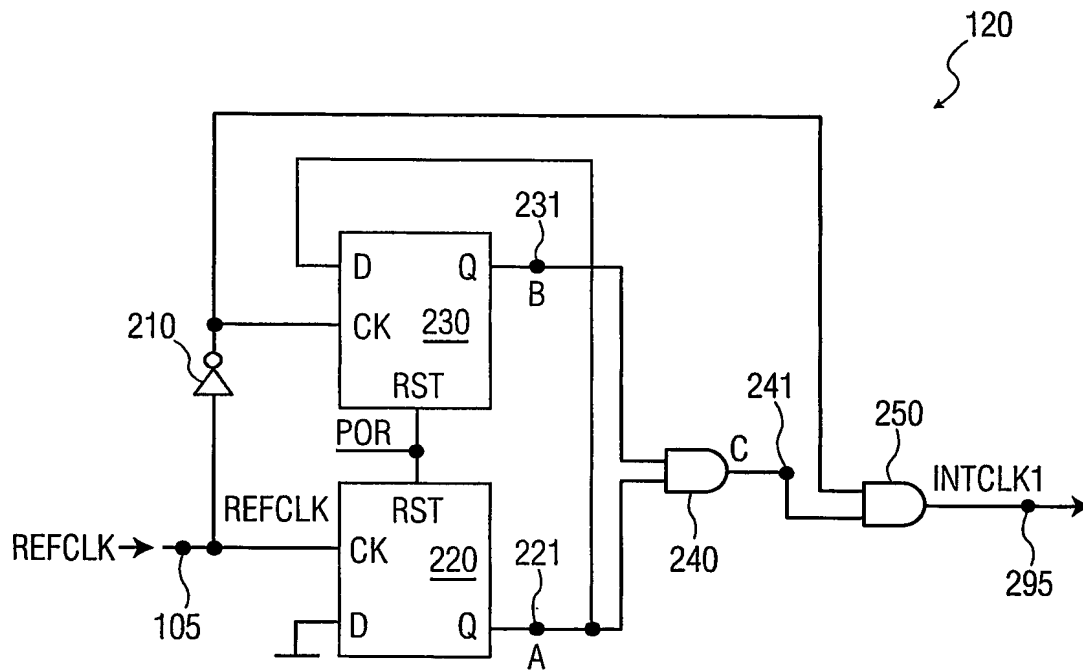 120
231
D
Q
B
210
CK
230
RST
241
250
POR
C
INTCLK1
REFCLK
RST
REFCLK
CK
220
221
240
295
105
D
Q
A